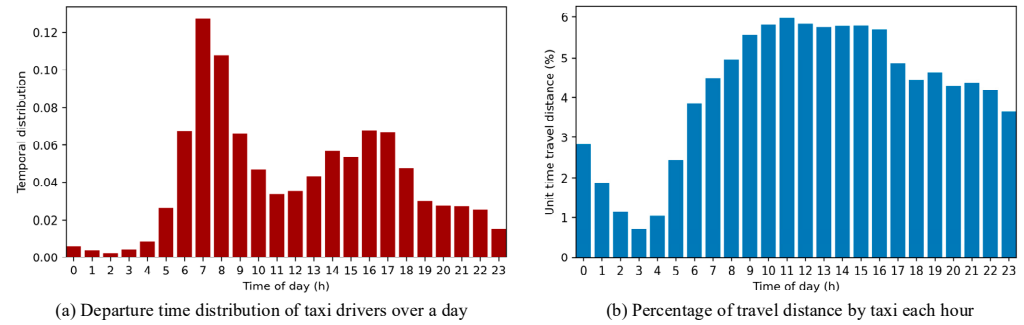 0.12
0.10
0.08
0.06
0.04
0.02
0.00
Temporal distribution
0 1 2 3 4 5 6 7 8 9 10 11 12 13 14 15 16 17 18 19 20 21 22 23
Time of day (h)
(a) Departure time distribution of taxi drivers over a day
6
5
4
3
2
1
0
Unit time travel distance (%)
0 1 2 3 4 5 6 7 8 9 10 11 12 13 14 15 16 17 18 19 20 21 22 23
Time of day (h)
(b) Percentage of travel distance by taxi each hour